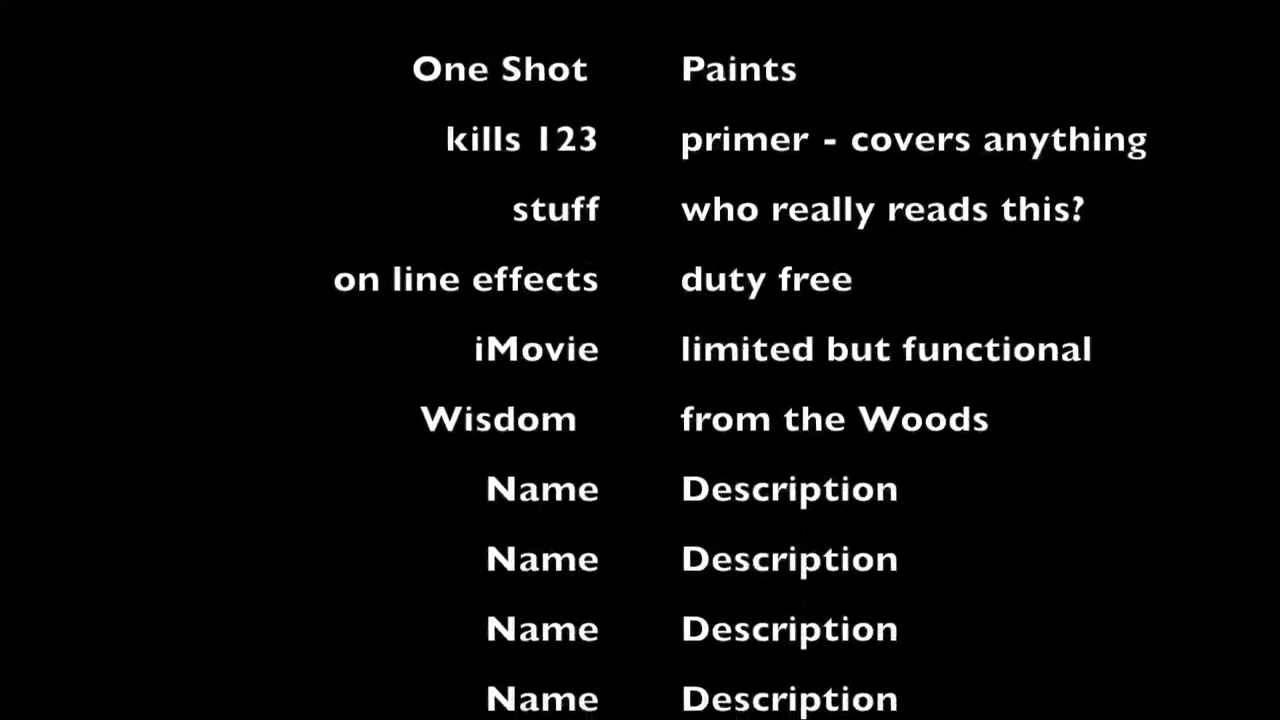 One Shot Paints
kills 123 primer - covers anything
stuff who really reads this?
on line effects duty free
iMovie limited but functional
Wisdom from the Woods
Name Description
Name Description
Name Description
Name Description